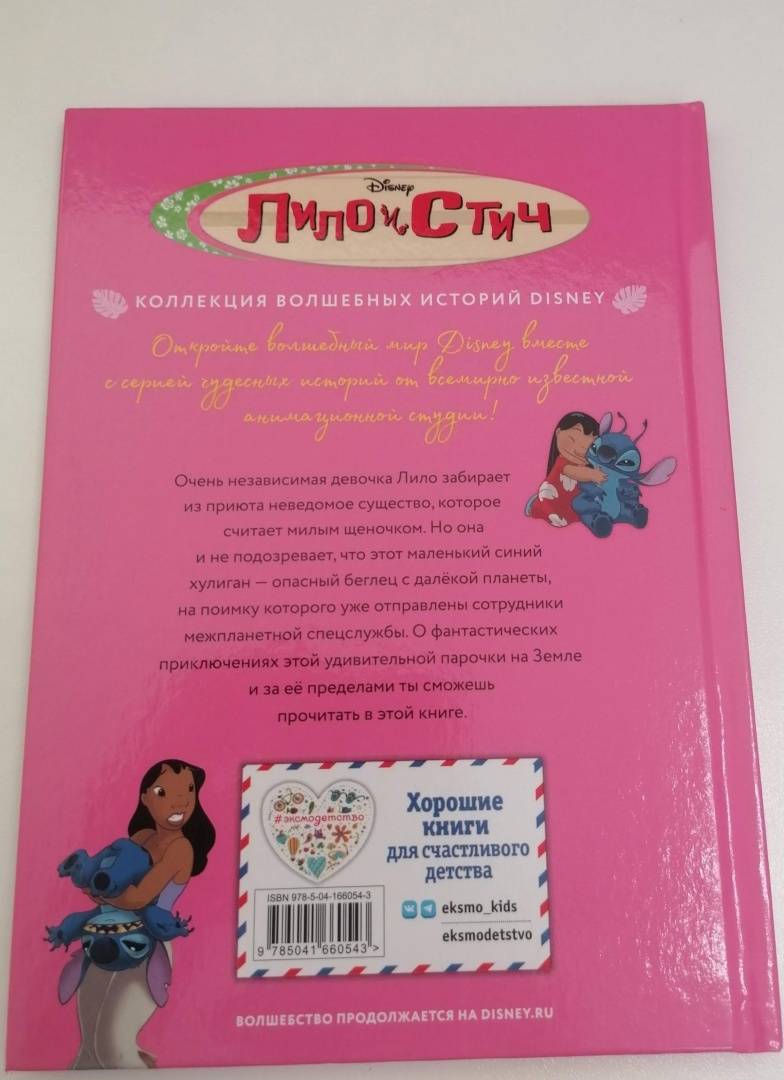 Disney
Лило и Стич
КОЛЛЕКЦИЯ ВОЛШЕБНЫХ ИСТОРИЙ DISNEY
Откройте волшебный мир Disney вместе
с серией чудесных историй от всемирно известной
анимационной студии!
Очень независимая девочка Лило забирает
из приюта неведомое существо, которое
считает милым щеночком. Но она
и не подозревает, что этот маленький синий
хулиган — опасный беглец с далёкой планеты,
на поимку которого уже отправлены сотрудники
межпланетной спецслужбы. О фантастических
приключениях этой удивительной парочки на Земле
и за её пределами ты сможешь
прочитать в этой книге.
#эксмодетство
Хорошие
книги
для счастливого
детства
ISBN 978-5-04-166054-3
9 785041 660543 >
eksmo_kids
eksmodetstvo
ВОЛШЕБСТВО ПРОДОЛЖАЕТСЯ НА DISNEY.RU